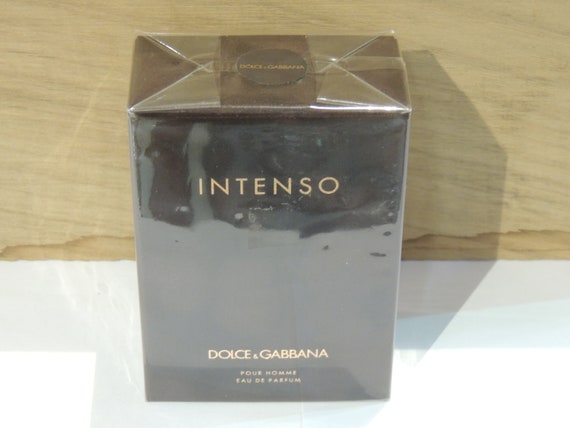 DOLCE & GABBANA
INTENSO
DOLCE & GABBANA
POUR HOMME
EAU DE PARFUM